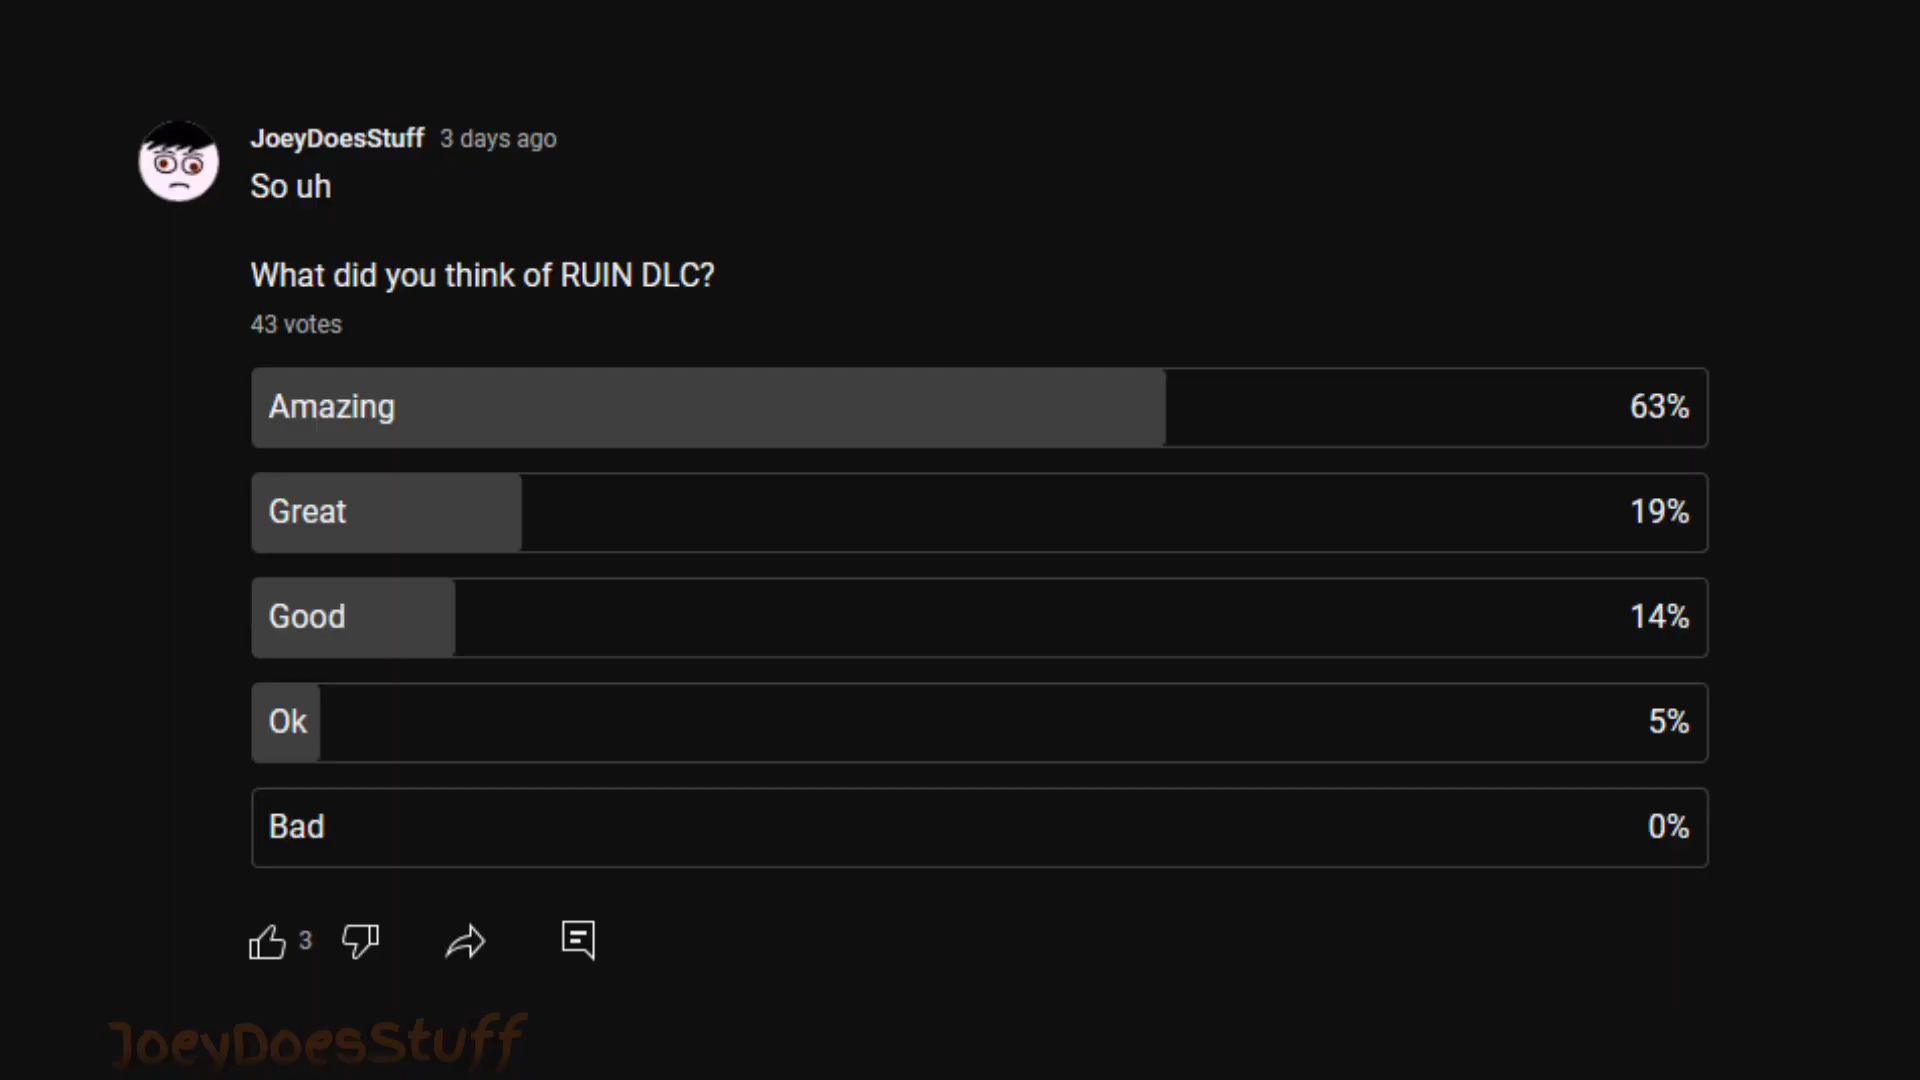 JoeyDoesStuff 3 days ago
So uh
What did you think of RUIN DLC?
43 votes
Amazing 63%
Great 19%
Good 14%
Ok 5%
Bad 0%
3
JoeyDoesStuff